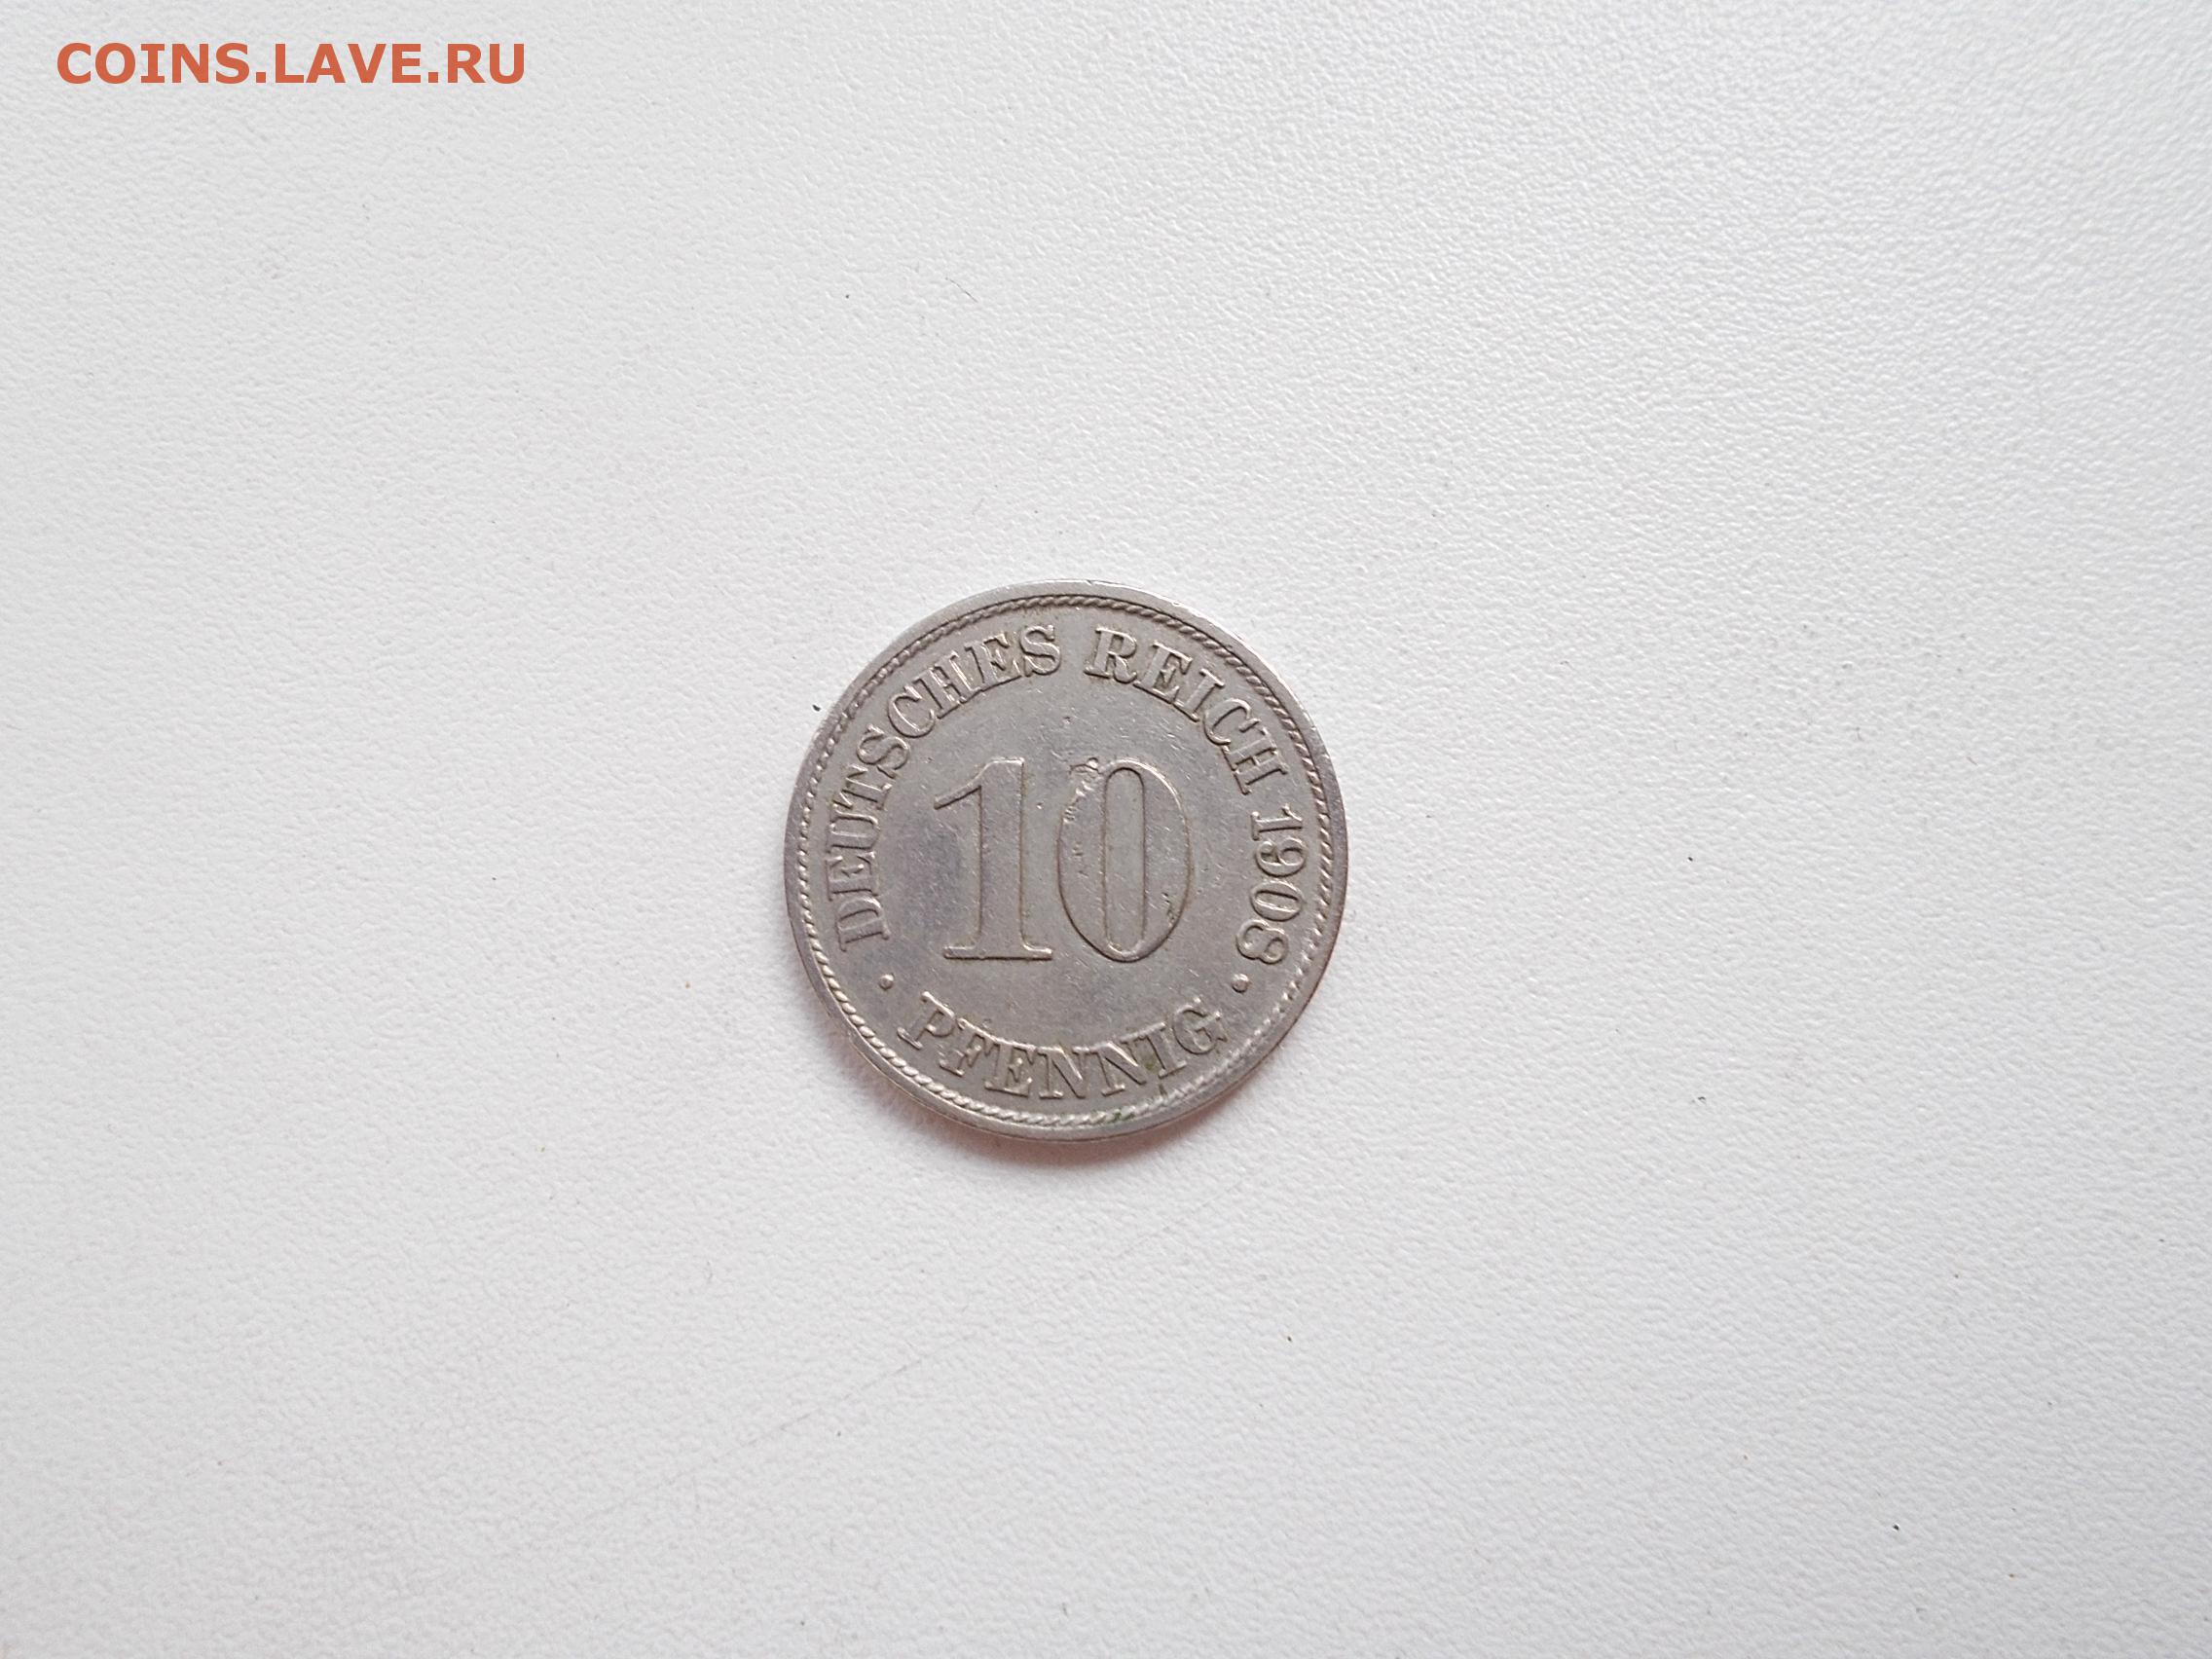 COINS.LAVE.RU
DEUTSCHES REICH 1908
10
• PFENNIG •